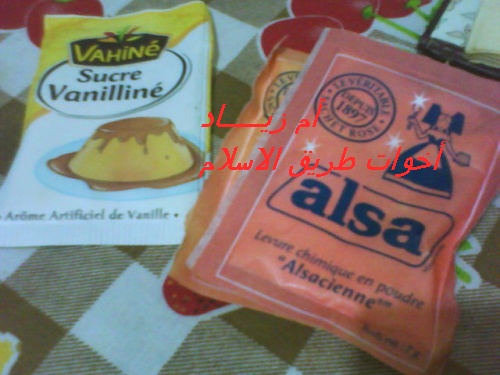 VAHiNé
Sucre
Vanilliné
Arôme Artificiel de Vanille
LE VÉRITABLE
DEPUIS
1897
alsa
Levure chimique en poudre
"Alsacienne"
ام زيـــاد
أخوات طريق الاسلام